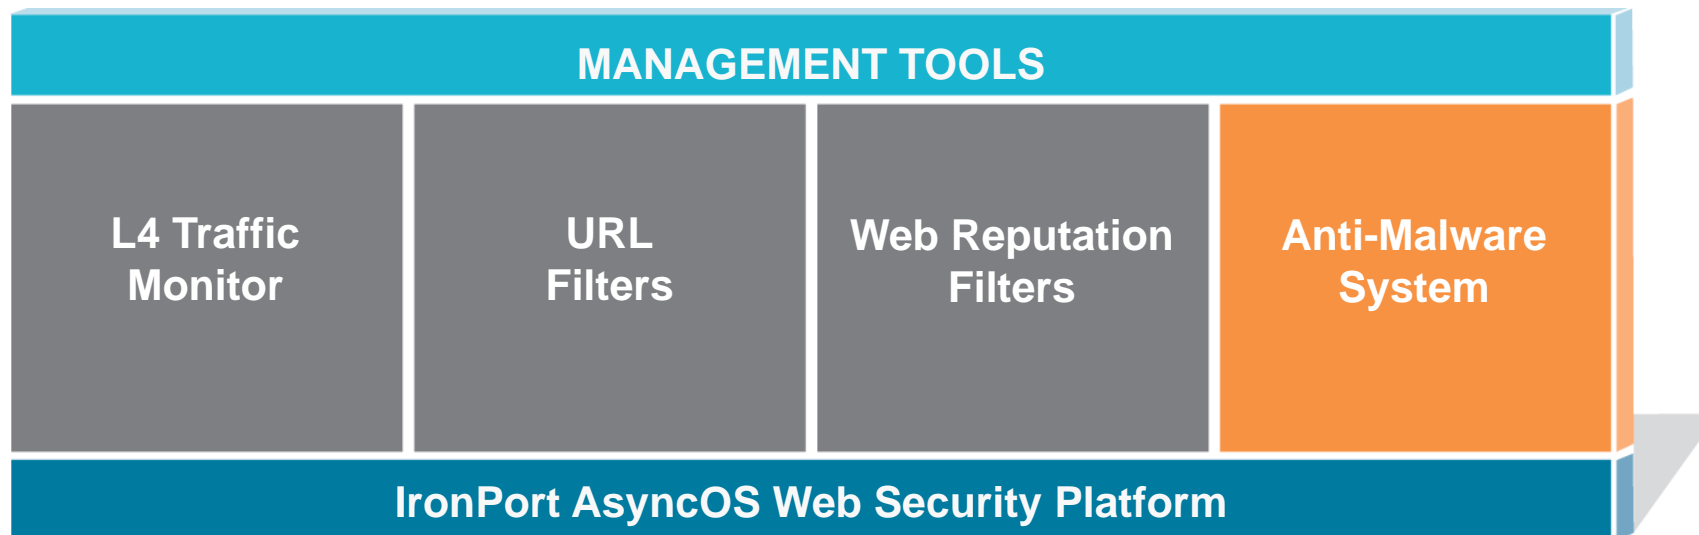 MANAGEMENT TOOLS
L4 Traffic
Monitor
URL
Filters
Web Reputation
Filters
Anti-Malware
System
IronPort AsyncOS Web Security Platform